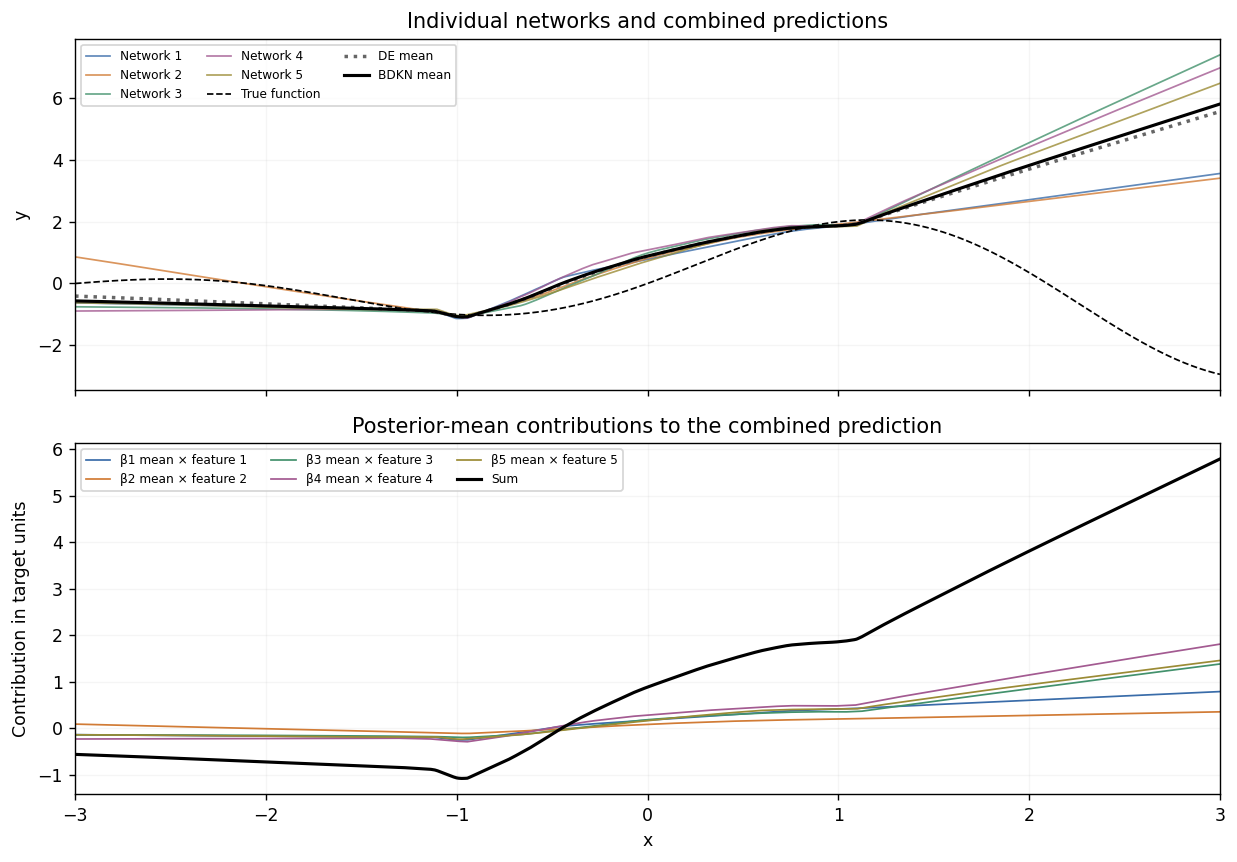 Individual networks and combined predictions
Network 1
Network 2
Network 3
Network 4
Network 5
True function
DE mean
BDKN mean
6
4
2
0
−2
y
Posterior-mean contributions to the combined prediction
β1 mean × feature 1
β2 mean × feature 2
β3 mean × feature 3
β4 mean × feature 4
β5 mean × feature 5
Sum
6
5
4
3
2
1
0
−1
Contribution in target units
−3 −2 −1 0 1 2 3
x